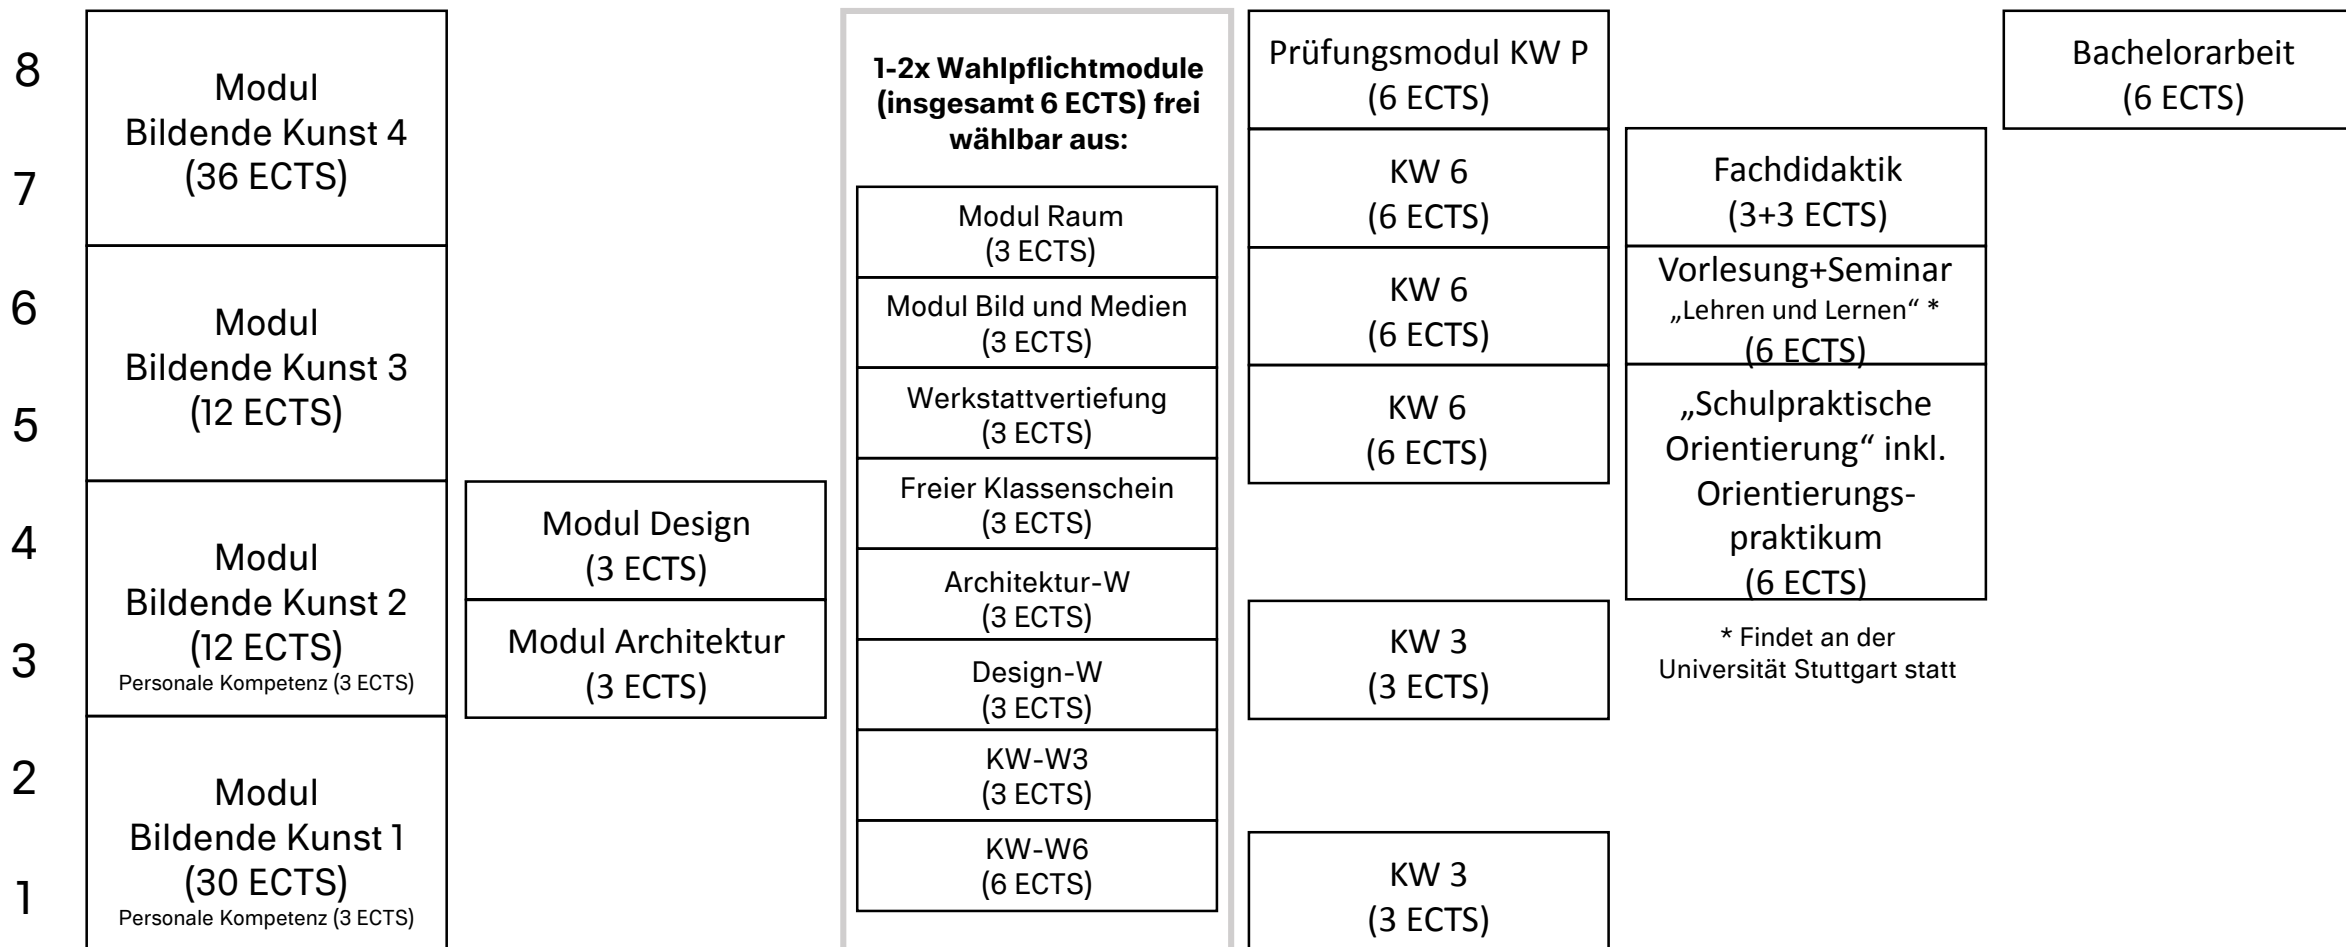 8
7
6
5
4
3
2
1
Modul
Bildende Kunst 4
(36 ECTS)
Modul
Bildende Kunst 3
(12 ECTS)
Modul
Bildende Kunst 2
(12 ECTS)
Personale Kompetenz (3 ECTS)
Modul
Bildende Kunst 1
(30 ECTS)
Personale Kompetenz (3 ECTS)
Modul Design
(3 ECTS)
Modul Architektur
(3 ECTS)
1-2x Wahlpflichtmodule
(insgesamt 6 ECTS) frei
wählbar aus:
Modul Raum
(3 ECTS)
Modul Bild und Medien
(3 ECTS)
Werkstattvertiefung
(3 ECTS)
Freier Klassenschein
(3 ECTS)
Architektur-W
(3 ECTS)
Design-W
(3 ECTS)
KW-W3
(3 ECTS)
KW-W6
(6 ECTS)
Prüfungsmodul KW P
(6 ECTS)
KW 6
(6 ECTS)
KW 6
(6 ECTS)
KW 6
(6 ECTS)
KW 3
(3 ECTS)
KW 3
(3 ECTS)
Fachdidaktik
(3+3 ECTS)
Vorlesung+Seminar
„Lehren und Lernen“ *
(6 ECTS)
„Schulpraktische
Orientierung“ inkl.
Orientierungs-
praktikum
(6 ECTS)
* Findet an der
Universität Stuttgart statt
Bachelorarbeit
(6 ECTS)